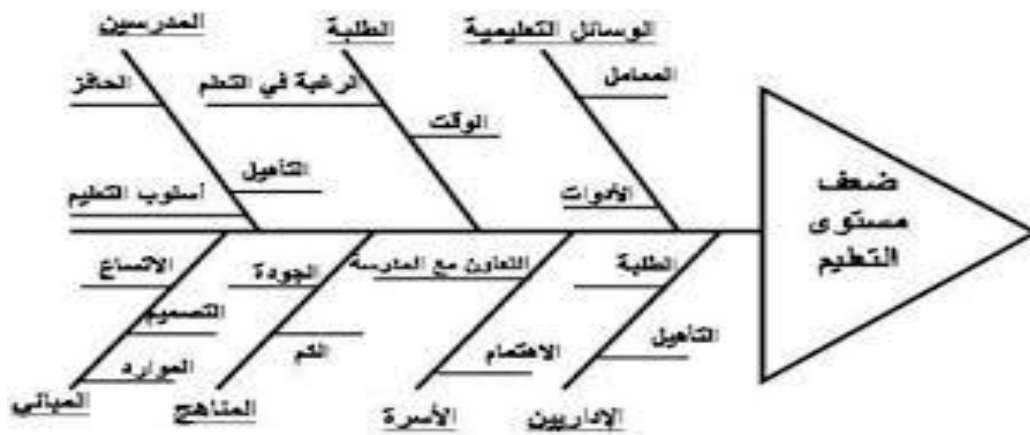 الوسائل التعليمية
الطلبة
المدرسين
المعامل
الرغبة في التعلم
الحافز
الوقت
التأهيل
الأدوات
أسلوب التعليم
ضعف
مستوى
التعليم
الطلبة
التعاون مع المدرسة
الجودة
الاتساع
التصميم
التأهيل
الاهتمام
الكم
الموارد
الإداريين
الأسرة
المناهج
المباني